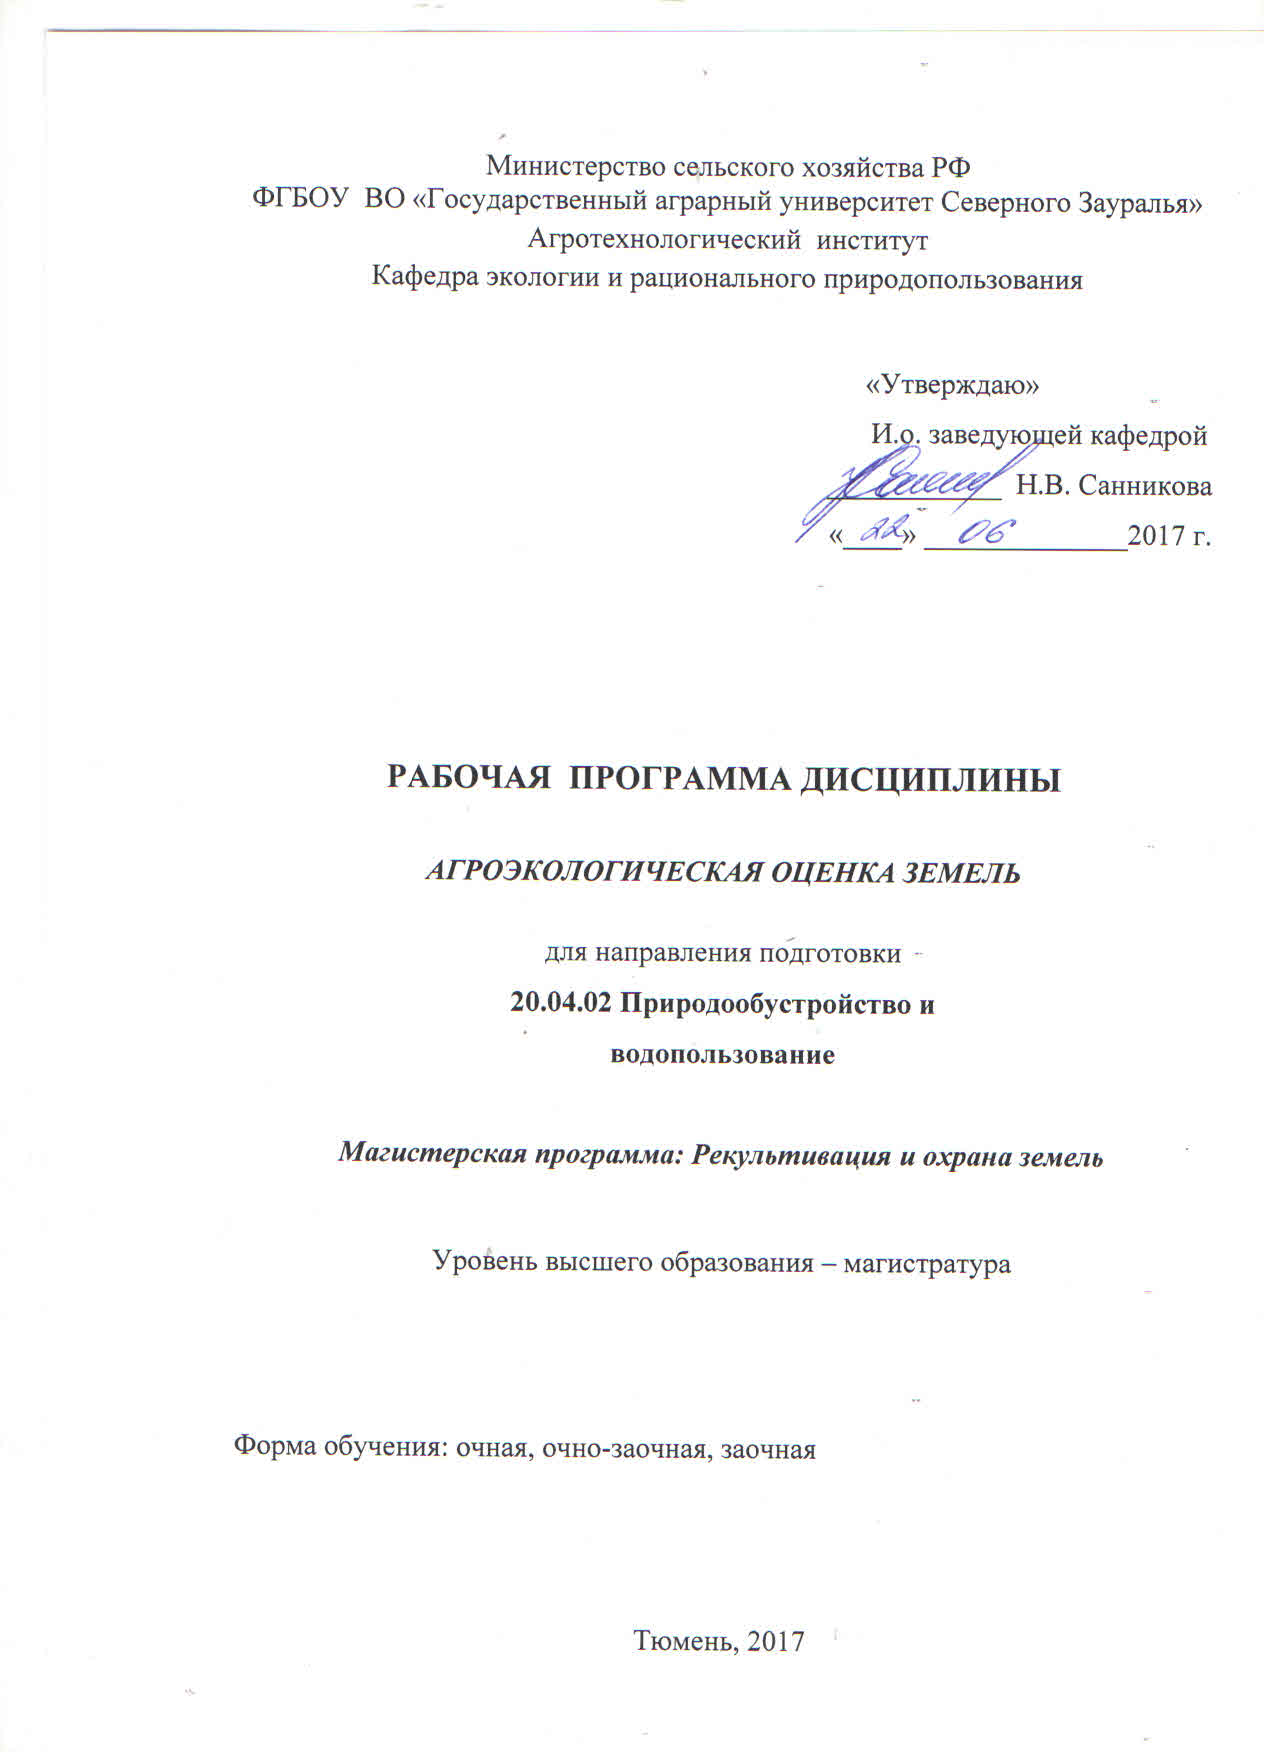 Министерство сельского хозяйства РФ
ФГБОУ ВО «Государственный аграрный университет Северного Зауралья»
Агротехнологический институт
Кафедра экологии и рационального природопользования
«Утверждаю»
И.о. заведующей кафедрой
Н.В. Санникова
«22» 06 2017 г.
РАБОЧАЯ ПРОГРАММА ДИСЦИПЛИНЫ
АГРОЭКОЛОГИЧЕСКАЯ ОЦЕНКА ЗЕМЕЛЬ
для направления подготовки
20.04.02 Природообустройство и
водопользование
Магистерская программа: Рекультивация и охрана земель
Уровень высшего образования – магистратура
Форма обучения: очная, очно-заочная, заочная
Тюмень, 2017